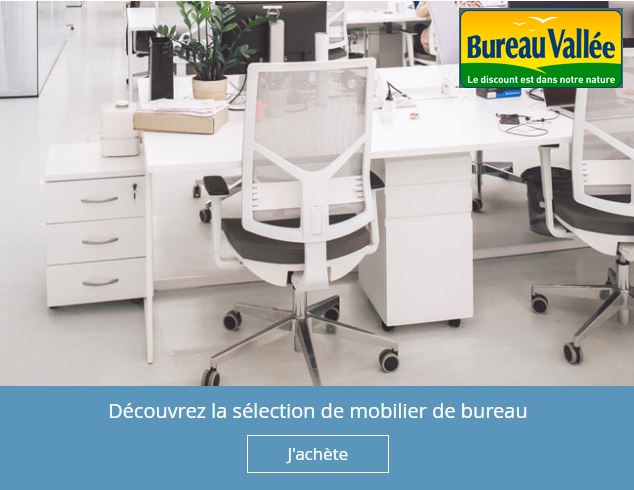 Bureau Vallée
Le discount est dans notre nature
Découvrez la sélection de mobilier de bureau
J'achète